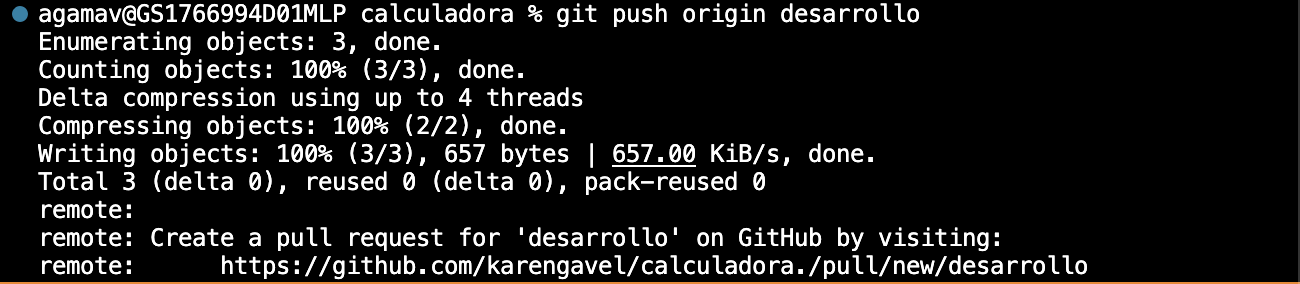 agamav@GS1766994D01MLP calculadora % git push origin desarrollo
Enumerating objects: 3, done.
Counting objects: 100% (3/3), done.
Delta compression using up to 4 threads
Compressing objects: 100% (2/2), done.
Writing objects: 100% (3/3), 657 bytes | 657.00 KiB/s, done.
Total 3 (delta 0), reused 0 (delta 0), pack-reused 0
remote:
remote: Create a pull request for 'desarrollo' on GitHub by visiting:
remote:      https://github.com/karengavel/calculadora./pull/new/desarrollo